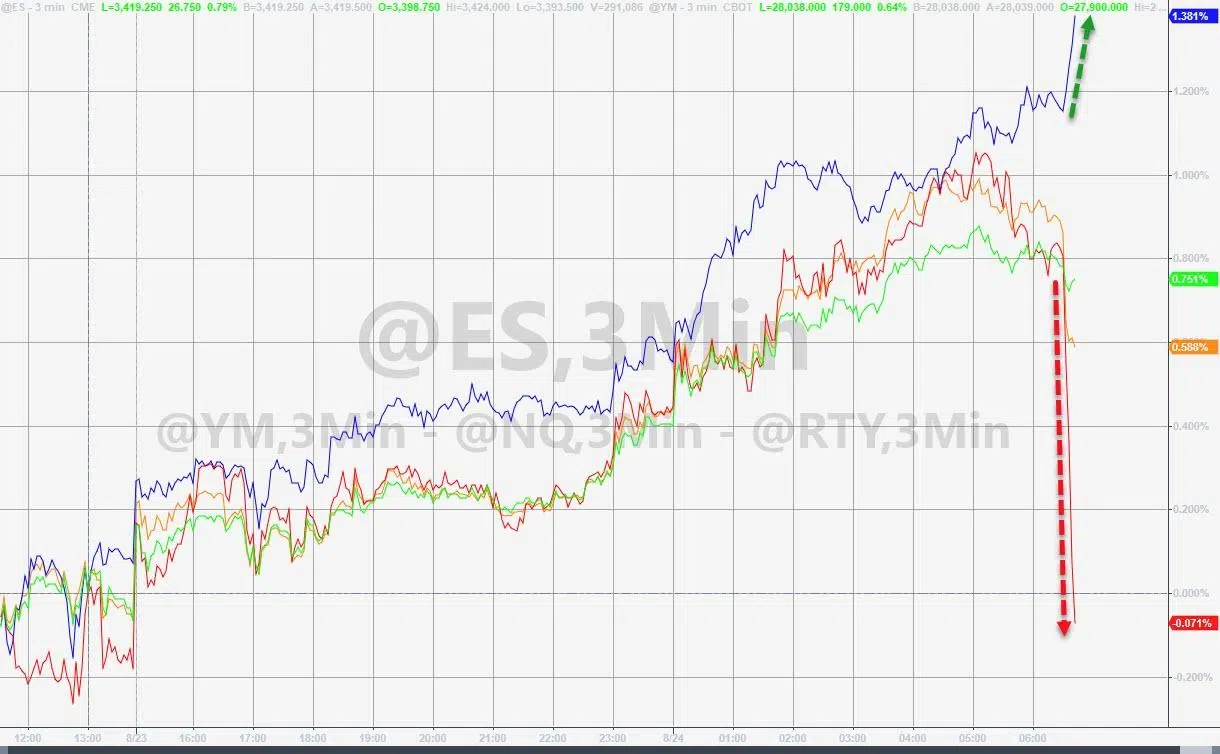 @ES - 3 min CME L=3,419.250 26.750 0.79% B=3,419.250 A=3,419.500 O=3,398.750 Hi=3,424.000 Lo=3,393.500 V=291,086 @YM - 3 min CBOT L=28,038.000 179.000 0.64% B=28,038.000 A=28,039.000 O=27,900.000 Hi=2 ...
1.381%
1.200%
1.000%
0.800%
0.751%
@ES,3Min
0.588%
@YM,3Min - @NQ,3Min - @RTY,3Min
0.400%
0.200%
0.000%
-0.071%
-0.200%
12:00 13:00 8/23 16:00 17:00 18:00 19:00 20:00 21:00 22:00 23:00 8/24 01:00 02:00 03:00 04:00 05:00 06:00